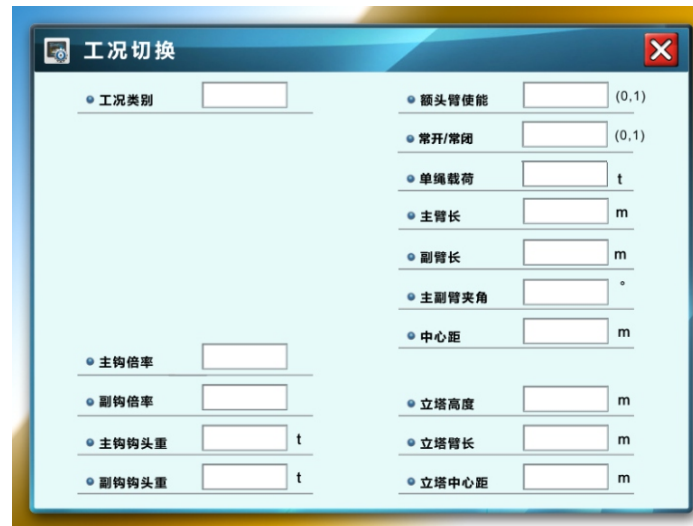 工况切换
工况类别
额头臂使能 (0,1)
常开/常闭 (0,1)
单绳载荷 t
主臂长 m
副臂长 m
主副臂夹角 °
中心距 m
主钩倍率
副钩倍率
立塔高度 m
主钩钩头重 t
立塔臂长 m
副钩钩头重 t
立塔中心距 m